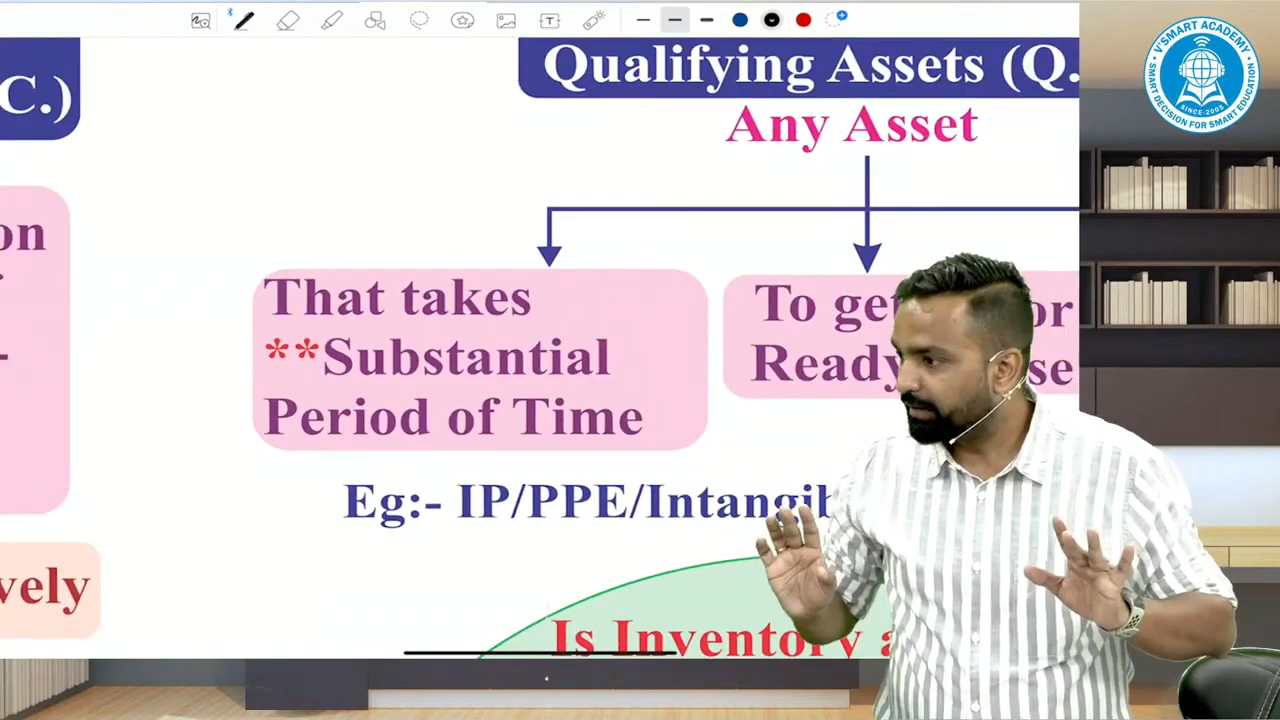 C.)
Qualifying Assets (Q.
Any Asset
on
That takes
**Substantial
Period of Time
To get
or
Ready
se
Eg:- IP/PPE/Intangib
vely
Is Inventory a
V'SMART ACADEMY
SINCE-2005
SMART DECISION FOR SMART EDUCATION